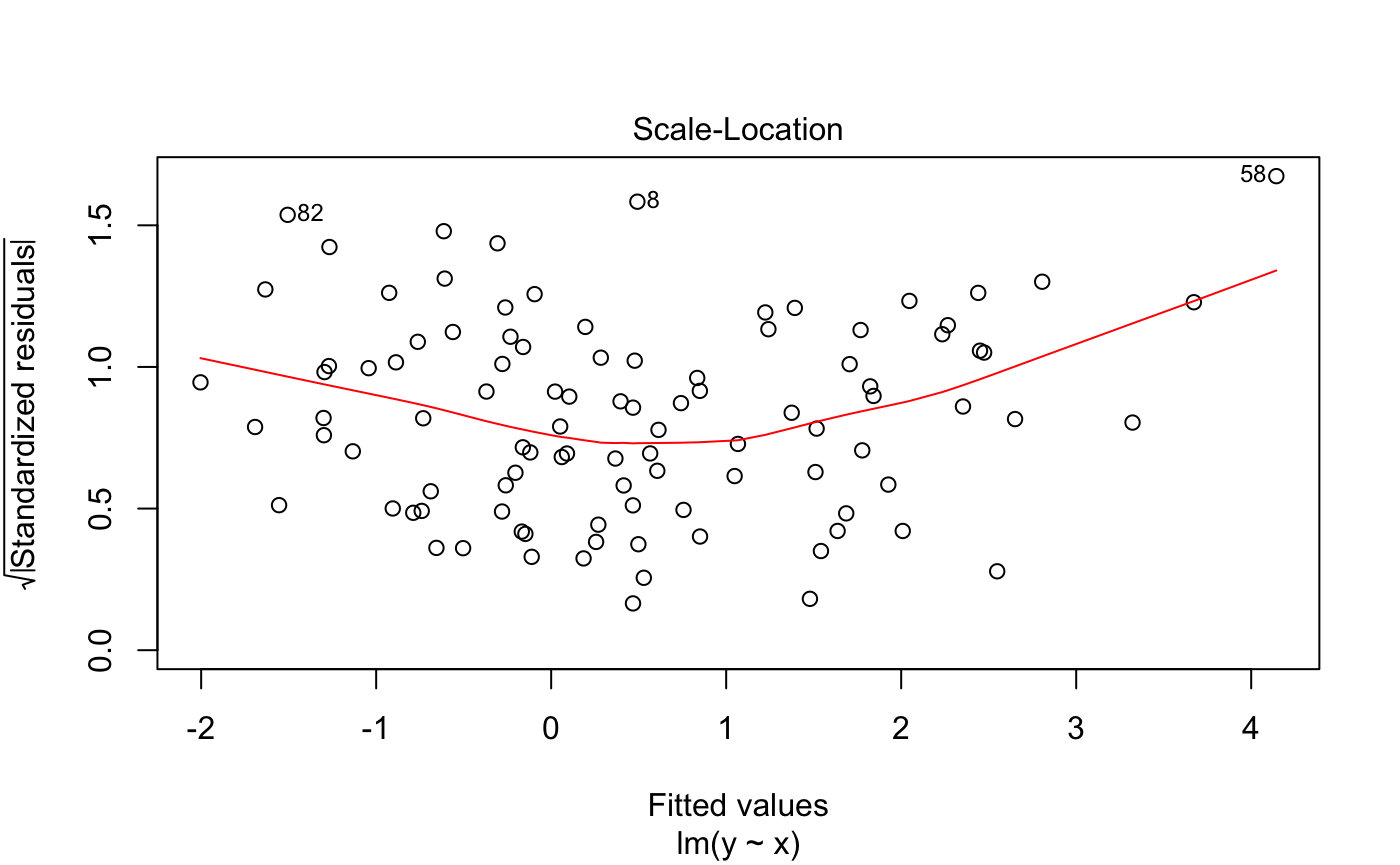 Scale-Location
82
8
58
1.5
1.0
0.5
0.0
√|Standardized residuals|
-2 -1 0 1 2 3 4
Fitted values
lm(y ~ x)